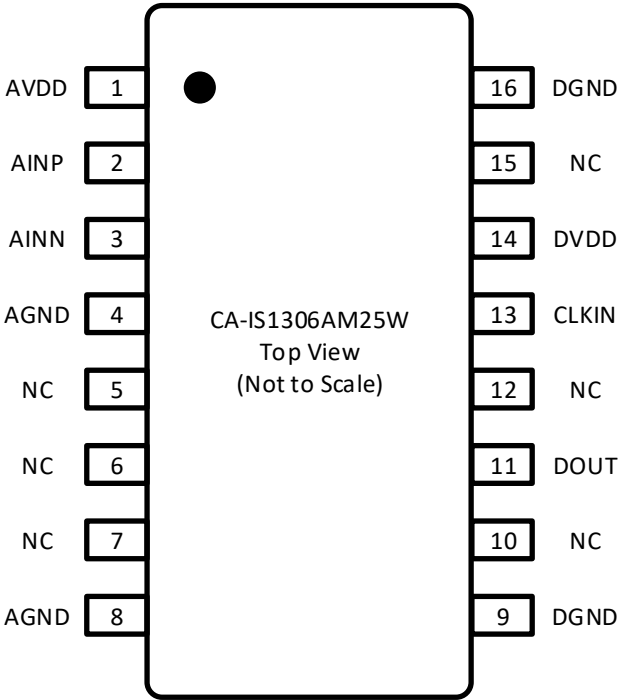 AVDD 1 16 DGND
AINP 2 15 NC
AINN 3 14 DVDD
AGND 4 13 CLKIN
CA-IS1306AM25W
Top View
(Not to Scale)
NC 5 12 NC
NC 6 11 DOUT
NC 7 10 NC
AGND 8 9 DGND